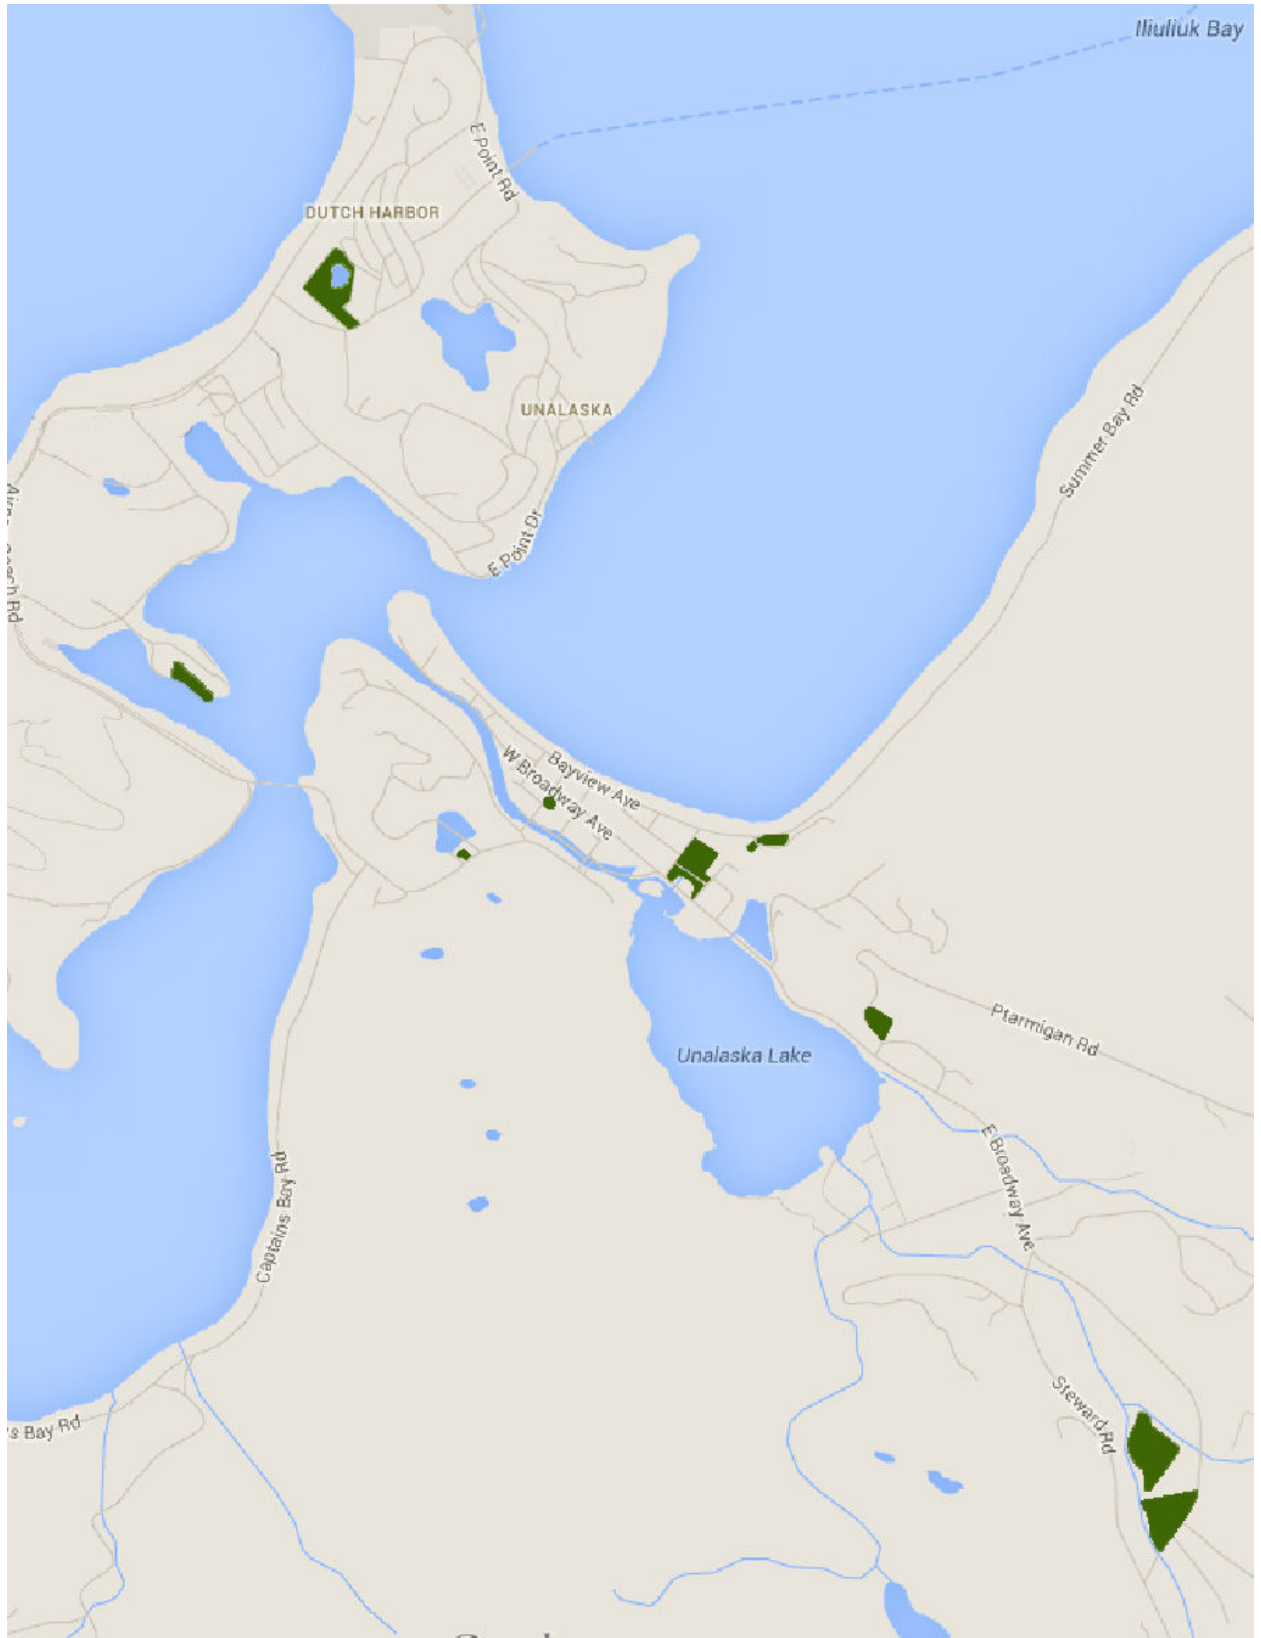 Iliuliuk Bay
E Point Rd
DUTCH HARBOR
UNALASKA
Summer Bay Rd
E Point Dr
Bayview Ave
W Broadway Ave
Ptarmigan Rd
Unalaska Lake
E Broadway Ave
Captains Bay Rd
Steward Rd
s Bay Rd